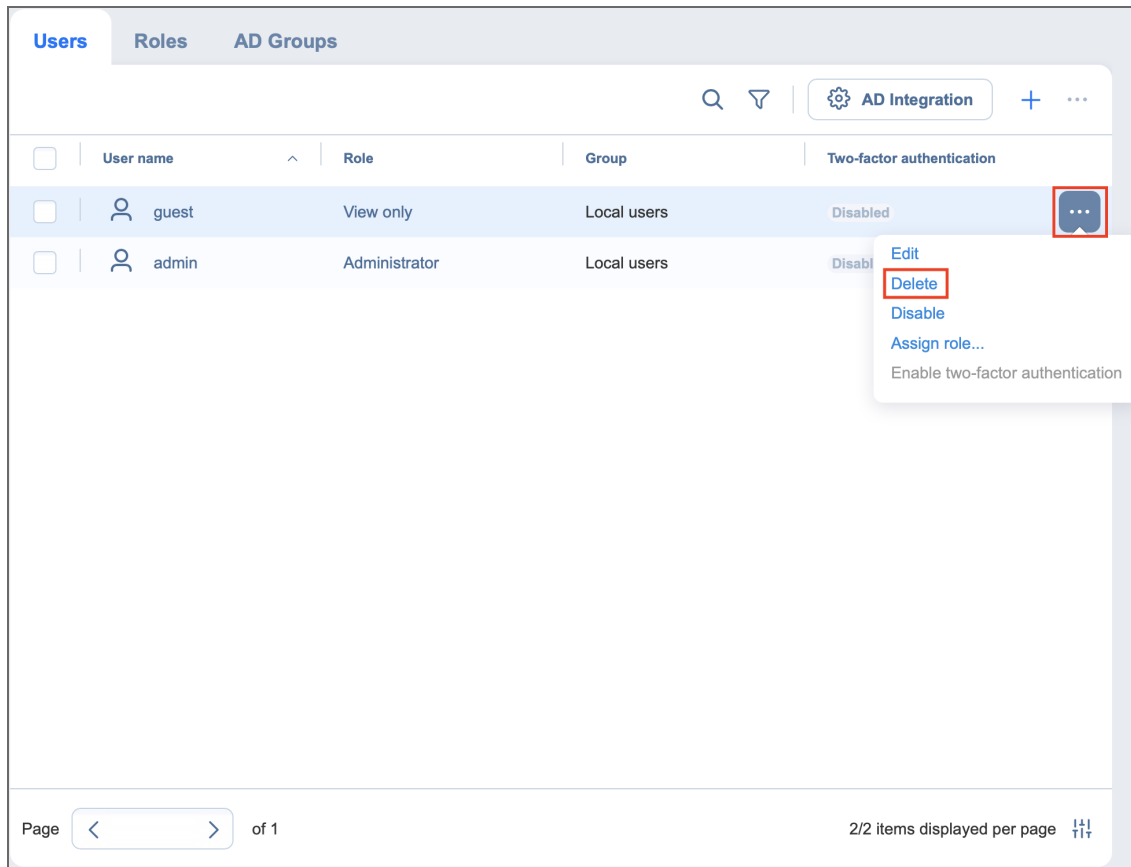 Users Roles AD Groups
AD Integration
User name Role Group Two-factor authentication
guest View only Local users Disabled
admin Administrator Local users Disabl
Edit
Delete
Disable
Assign role...
Enable two-factor authentication
Page of 1 2/2 items displayed per page